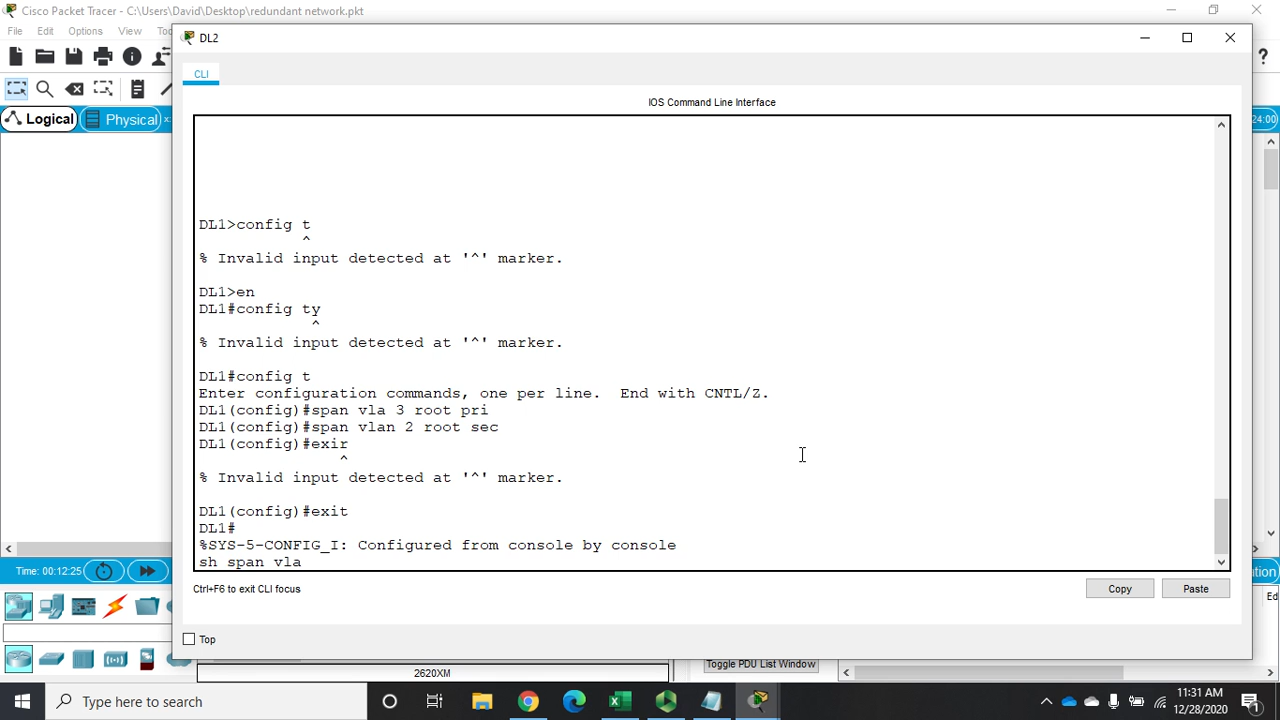 Cisco Packet Tracer - C:\Users\David\Desktop\redundant network.pkt
File Edit Options View
DL2
CLI
IOS Command Line Interface
Logical
Physical
24:00
DL1>config t
^
% Invalid input detected at '^' marker.
DL1>en
DL1#config ty
^
% Invalid input detected at '^' marker.
DL1#config t
Enter configuration commands, one per line.  End with CNTL/Z.
DL1(config)#span vla 3 root pri
DL1(config)#span vlan 2 root sec
DL1(config)#exir
^
% Invalid input detected at '^' marker.
DL1(config)#exit
DL1#
%SYS-5-CONFIG_I: Configured from console by console
sh span vla
Time: 00:12:25
Ctrl+F6 to exit CLI focus
Copy
Paste
Top
2620XM
Toggle PDU List Window
Type here to search
11:31 AM
12/28/2020